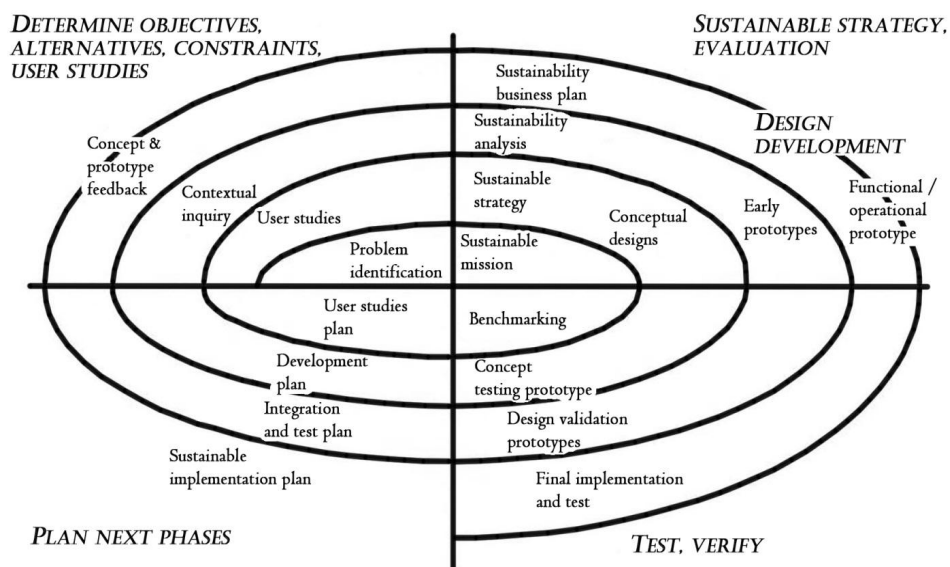 DETERMINE OBJECTIVES,
ALTERNATIVES, CONSTRAINTS,
USER STUDIES
SUSTAINABLE STRATEGY,
EVALUATION
Sustainability
business plan
Sustainability
analysis
DESIGN
DEVELOPMENT
Concept &
prototype
feedback
Contextual
inquiry
User studies
Sustainable
strategy
Conceptual
designs
Early
prototypes
Functional /
operational
prototype
Problem
identification
Sustainable
mission
User studies
plan
Benchmarking
Development
plan
Concept
testing prototype
Integration
and test plan
Design validation
prototypes
Sustainable
implementation plan
Final implementation
and test
PLAN NEXT PHASES
TEST, VERIFY